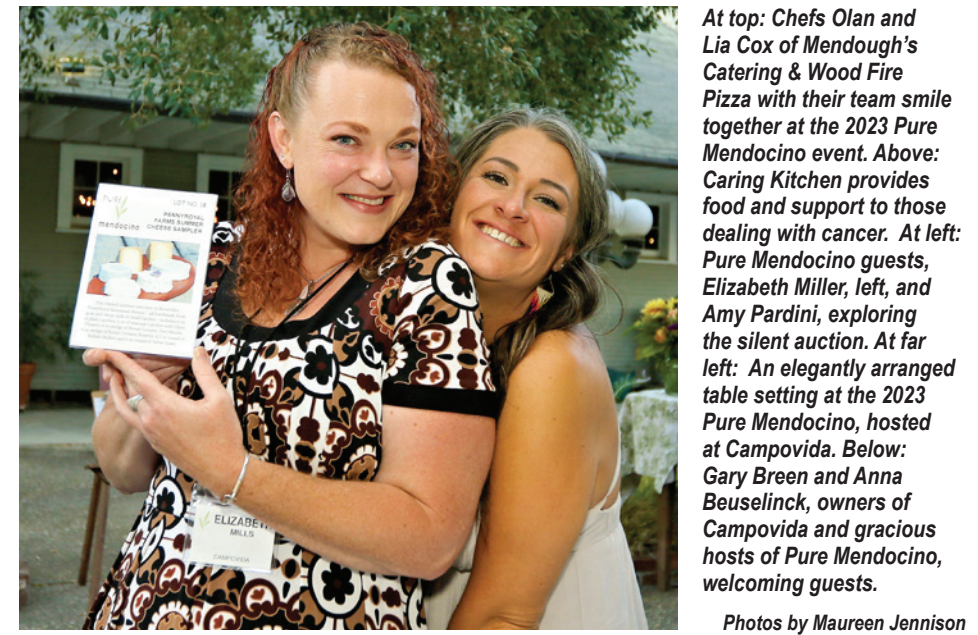 PURE
mendocino
LOT NO. 18
PENNYROYAL
FARMS SUMMER
CHEESE SAMPLER
ELIZABET
MILLS
CAMPOVIDA
At top: Chefs Olan and
Lia Cox of Mendough's
Catering & Wood Fire
Pizza with their team smile
together at the 2023 Pure
Mendocino event. Above:
Caring Kitchen provides
food and support to those
dealing with cancer.  At left:
Pure Mendocino guests,
Elizabeth Miller, left, and
Amy Pardini, exploring
the silent auction. At far
left:  An elegantly arranged
table setting at the 2023
Pure Mendocino, hosted
at Campovida. Below:
Gary Breen and Anna
Beuselinck, owners of
Campovida and gracious
hosts of Pure Mendocino,
welcoming guests.
Photos by Maureen Jennison